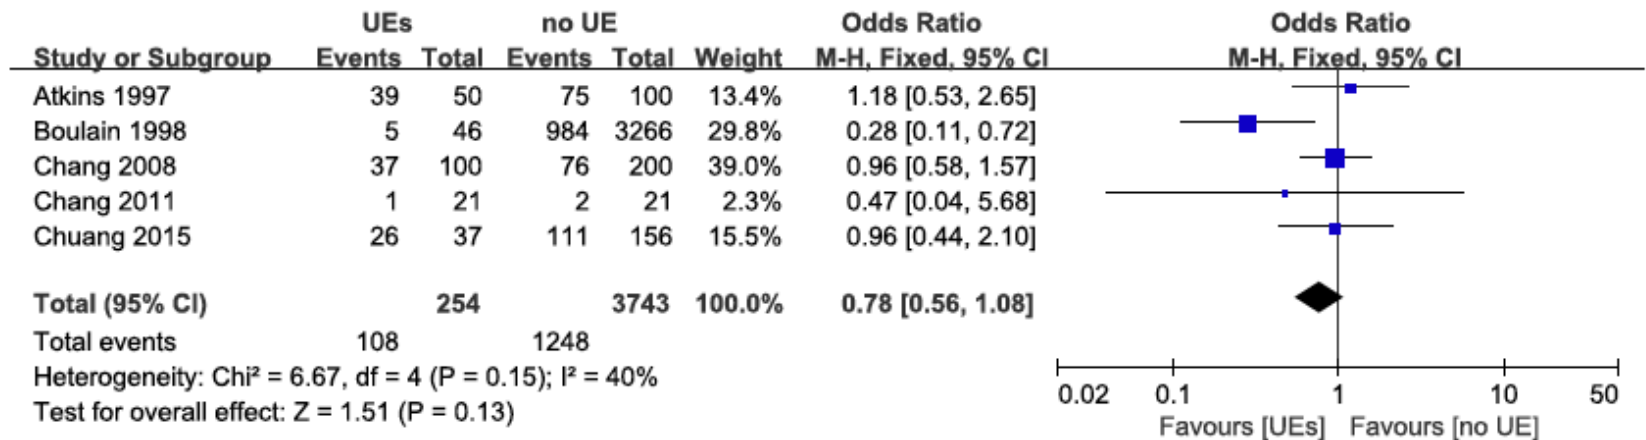 UEs no UE Odds Ratio Odds Ratio
Study or Subgroup Events Total Events Total Weight M-H, Fixed, 95% CI M-H, Fixed, 95% CI
Atkins 1997 39 50 75 100 13.4% 1.18 [0.53, 2.65]
Boulain 1998 5 46 984 3266 29.8% 0.28 [0.11, 0.72]
Chang 2008 37 100 76 200 39.0% 0.96 [0.58, 1.57]
Chang 2011 1 21 2 21 2.3% 0.47 [0.04, 5.68]
Chuang 2015 26 37 111 156 15.5% 0.96 [0.44, 2.10]
Total (95% CI) 254 3743 100.0% 0.78 [0.56, 1.08]
Total events 108 1248
Heterogeneity: Chi² = 6.67, df = 4 (P = 0.15); I² = 40%
Test for overall effect: Z = 1.51 (P = 0.13)
0.02 0.1 1 10 50
Favours [UEs] Favours [no UE]